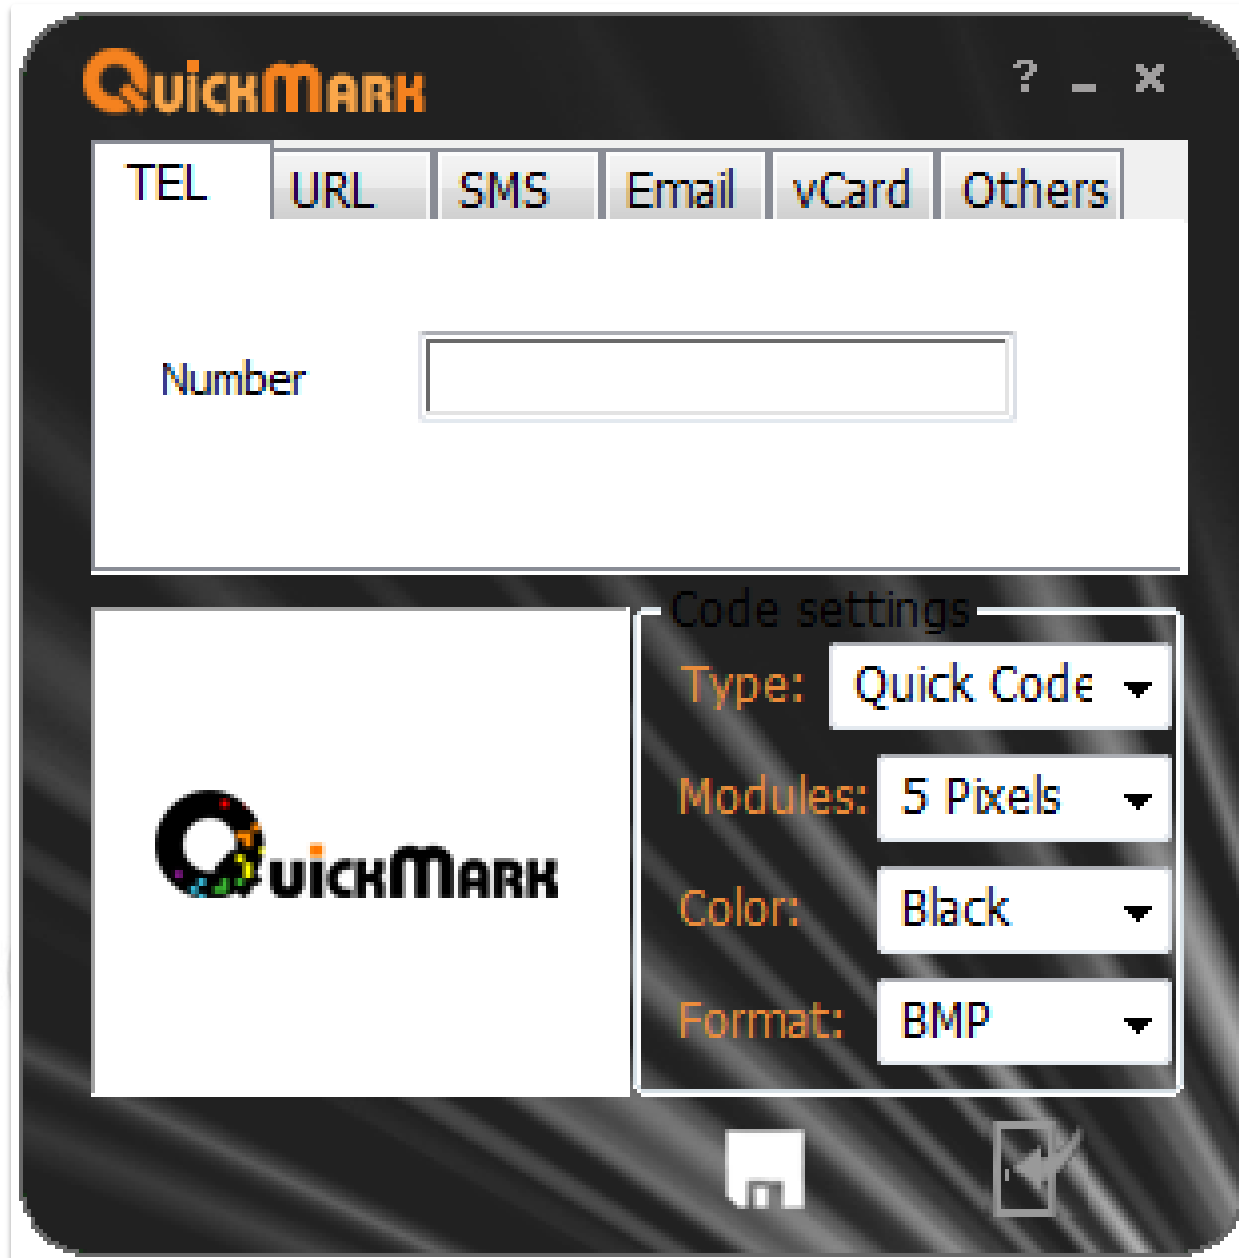 QuickMark ? _ x
TEL URL SMS Email vCard Others
Number
Code settings
Type: Quick Code
Modules: 5 Pixels
QuickMark
Color: Black
Format: BMP